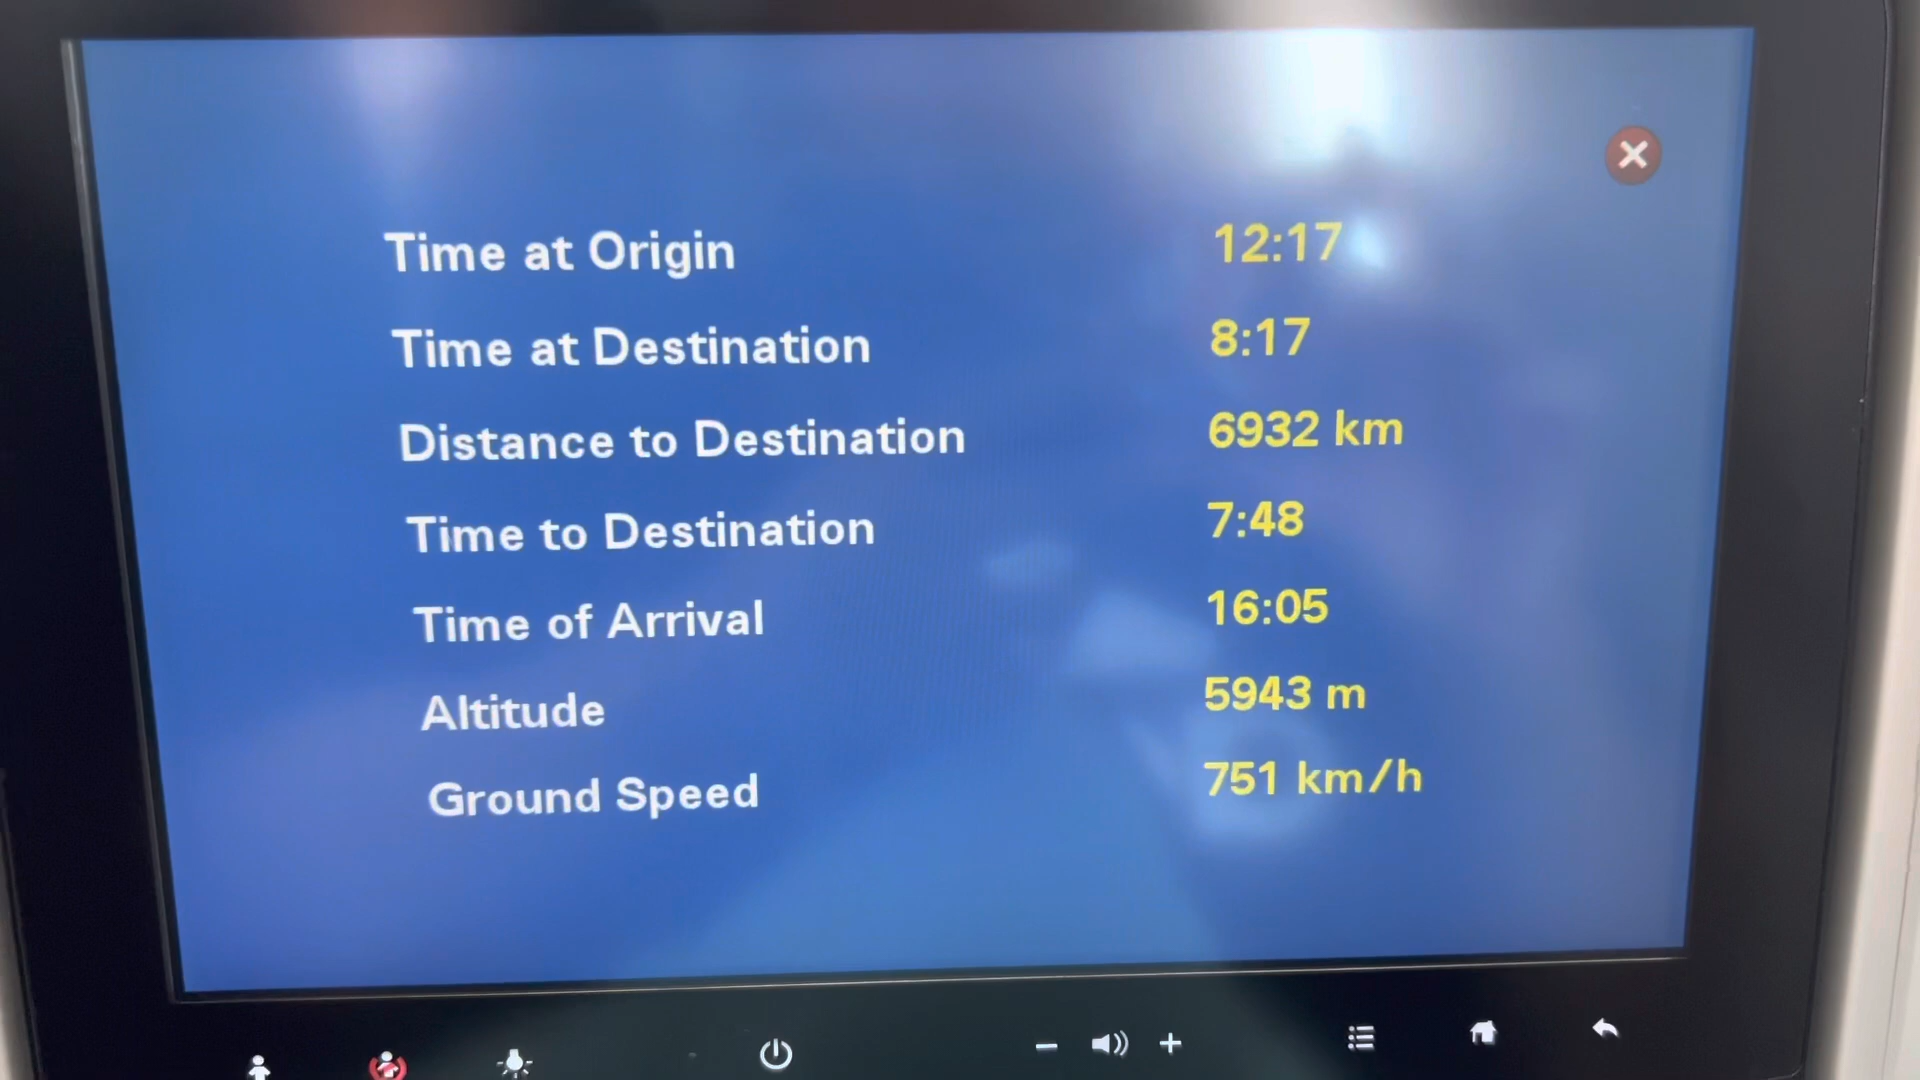 Time at Origin 12:17
Time at Destination 8:17
Distance to Destination 6932 km
Time to Destination 7:48
Time of Arrival 16:05
Altitude 5943 m
Ground Speed 751 km/h